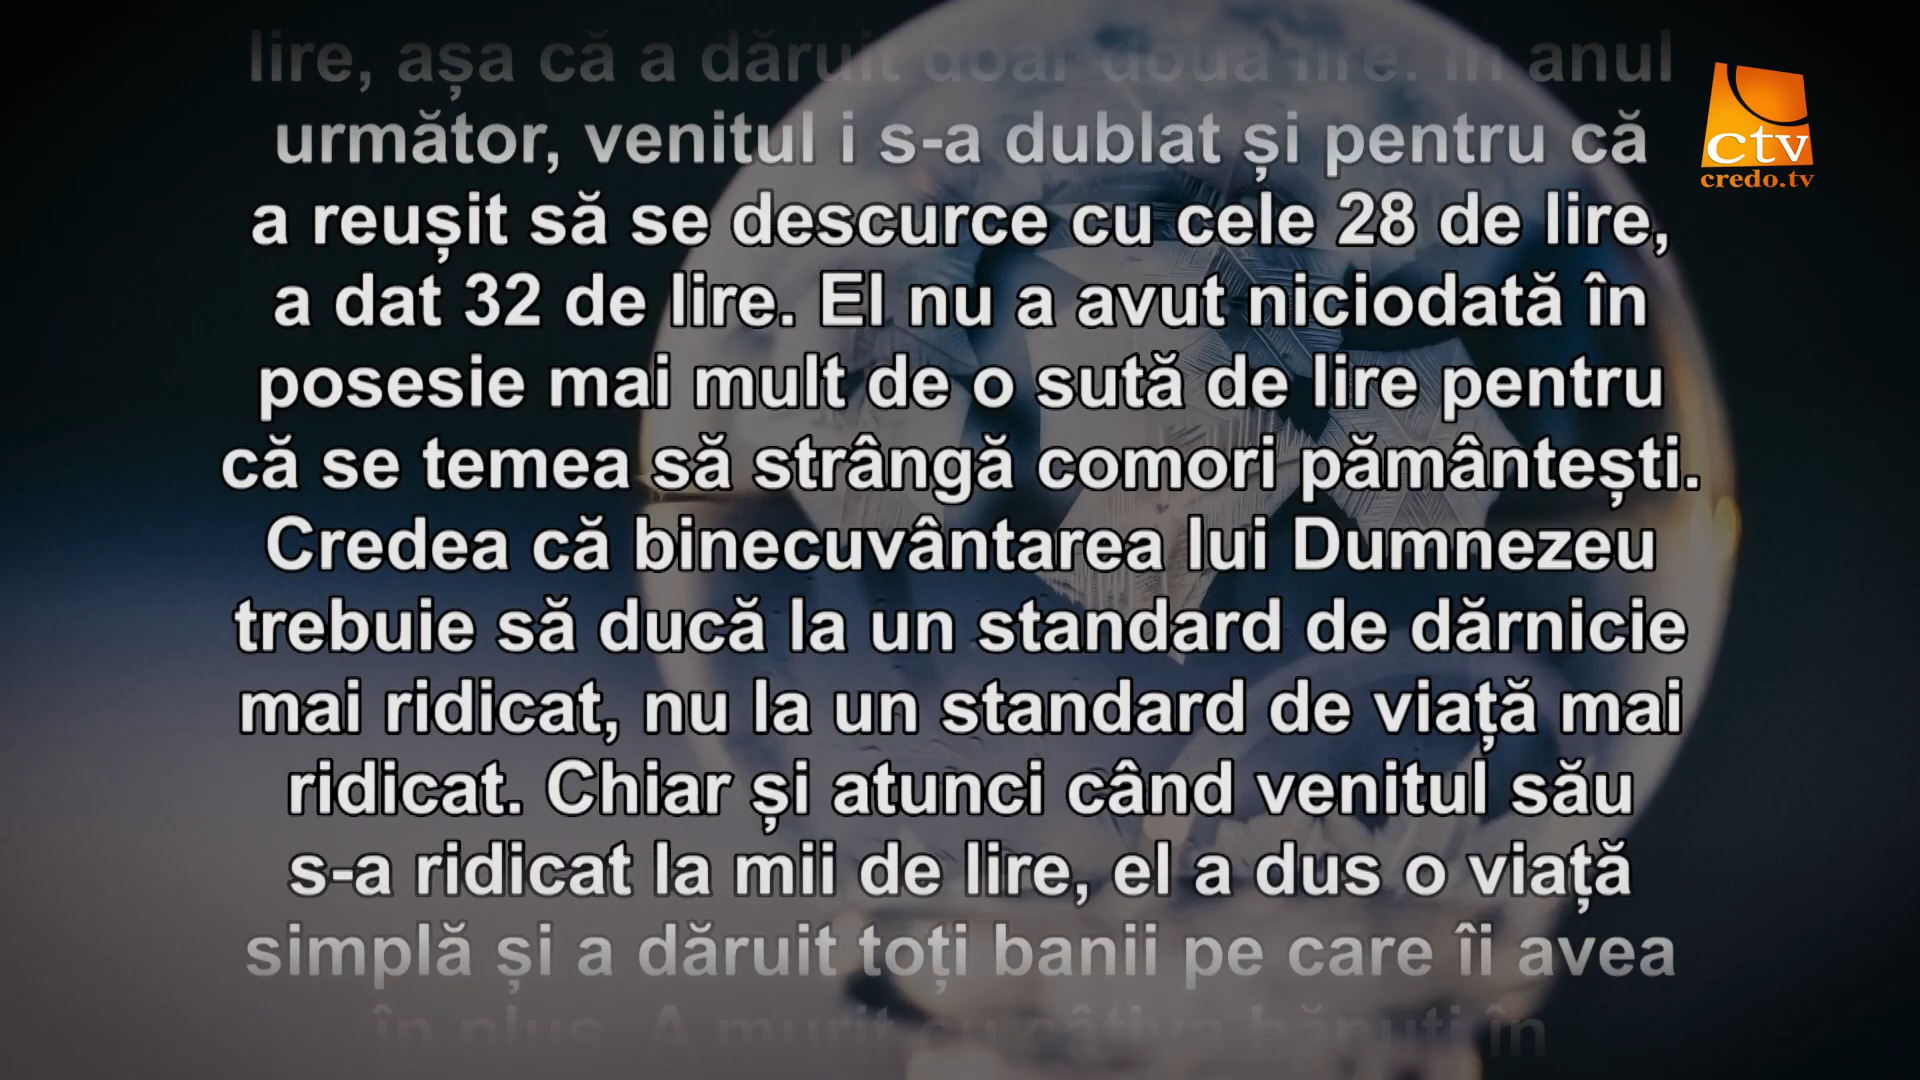 lire, așa că a dăruit doar două lire. În anul
următor, venitul i s-a dublat și pentru că
a reușit să se descurce cu cele 28 de lire,
a dat 32 de lire. El nu a avut niciodată în
posesie mai mult de o sută de lire pentru
că se temea să strângă comori pământești.
Credea că binecuvântarea lui Dumnezeu
trebuie să ducă la un standard de dărnicie
mai ridicat, nu la un standard de viață mai
ridicat. Chiar și atunci când venitul său
s-a ridicat la mii de lire, el a dus o viață
simplă și a dăruit toți banii pe care îi avea
în plus. A murit cu câțiva bănuți în
ctv
credo.tv